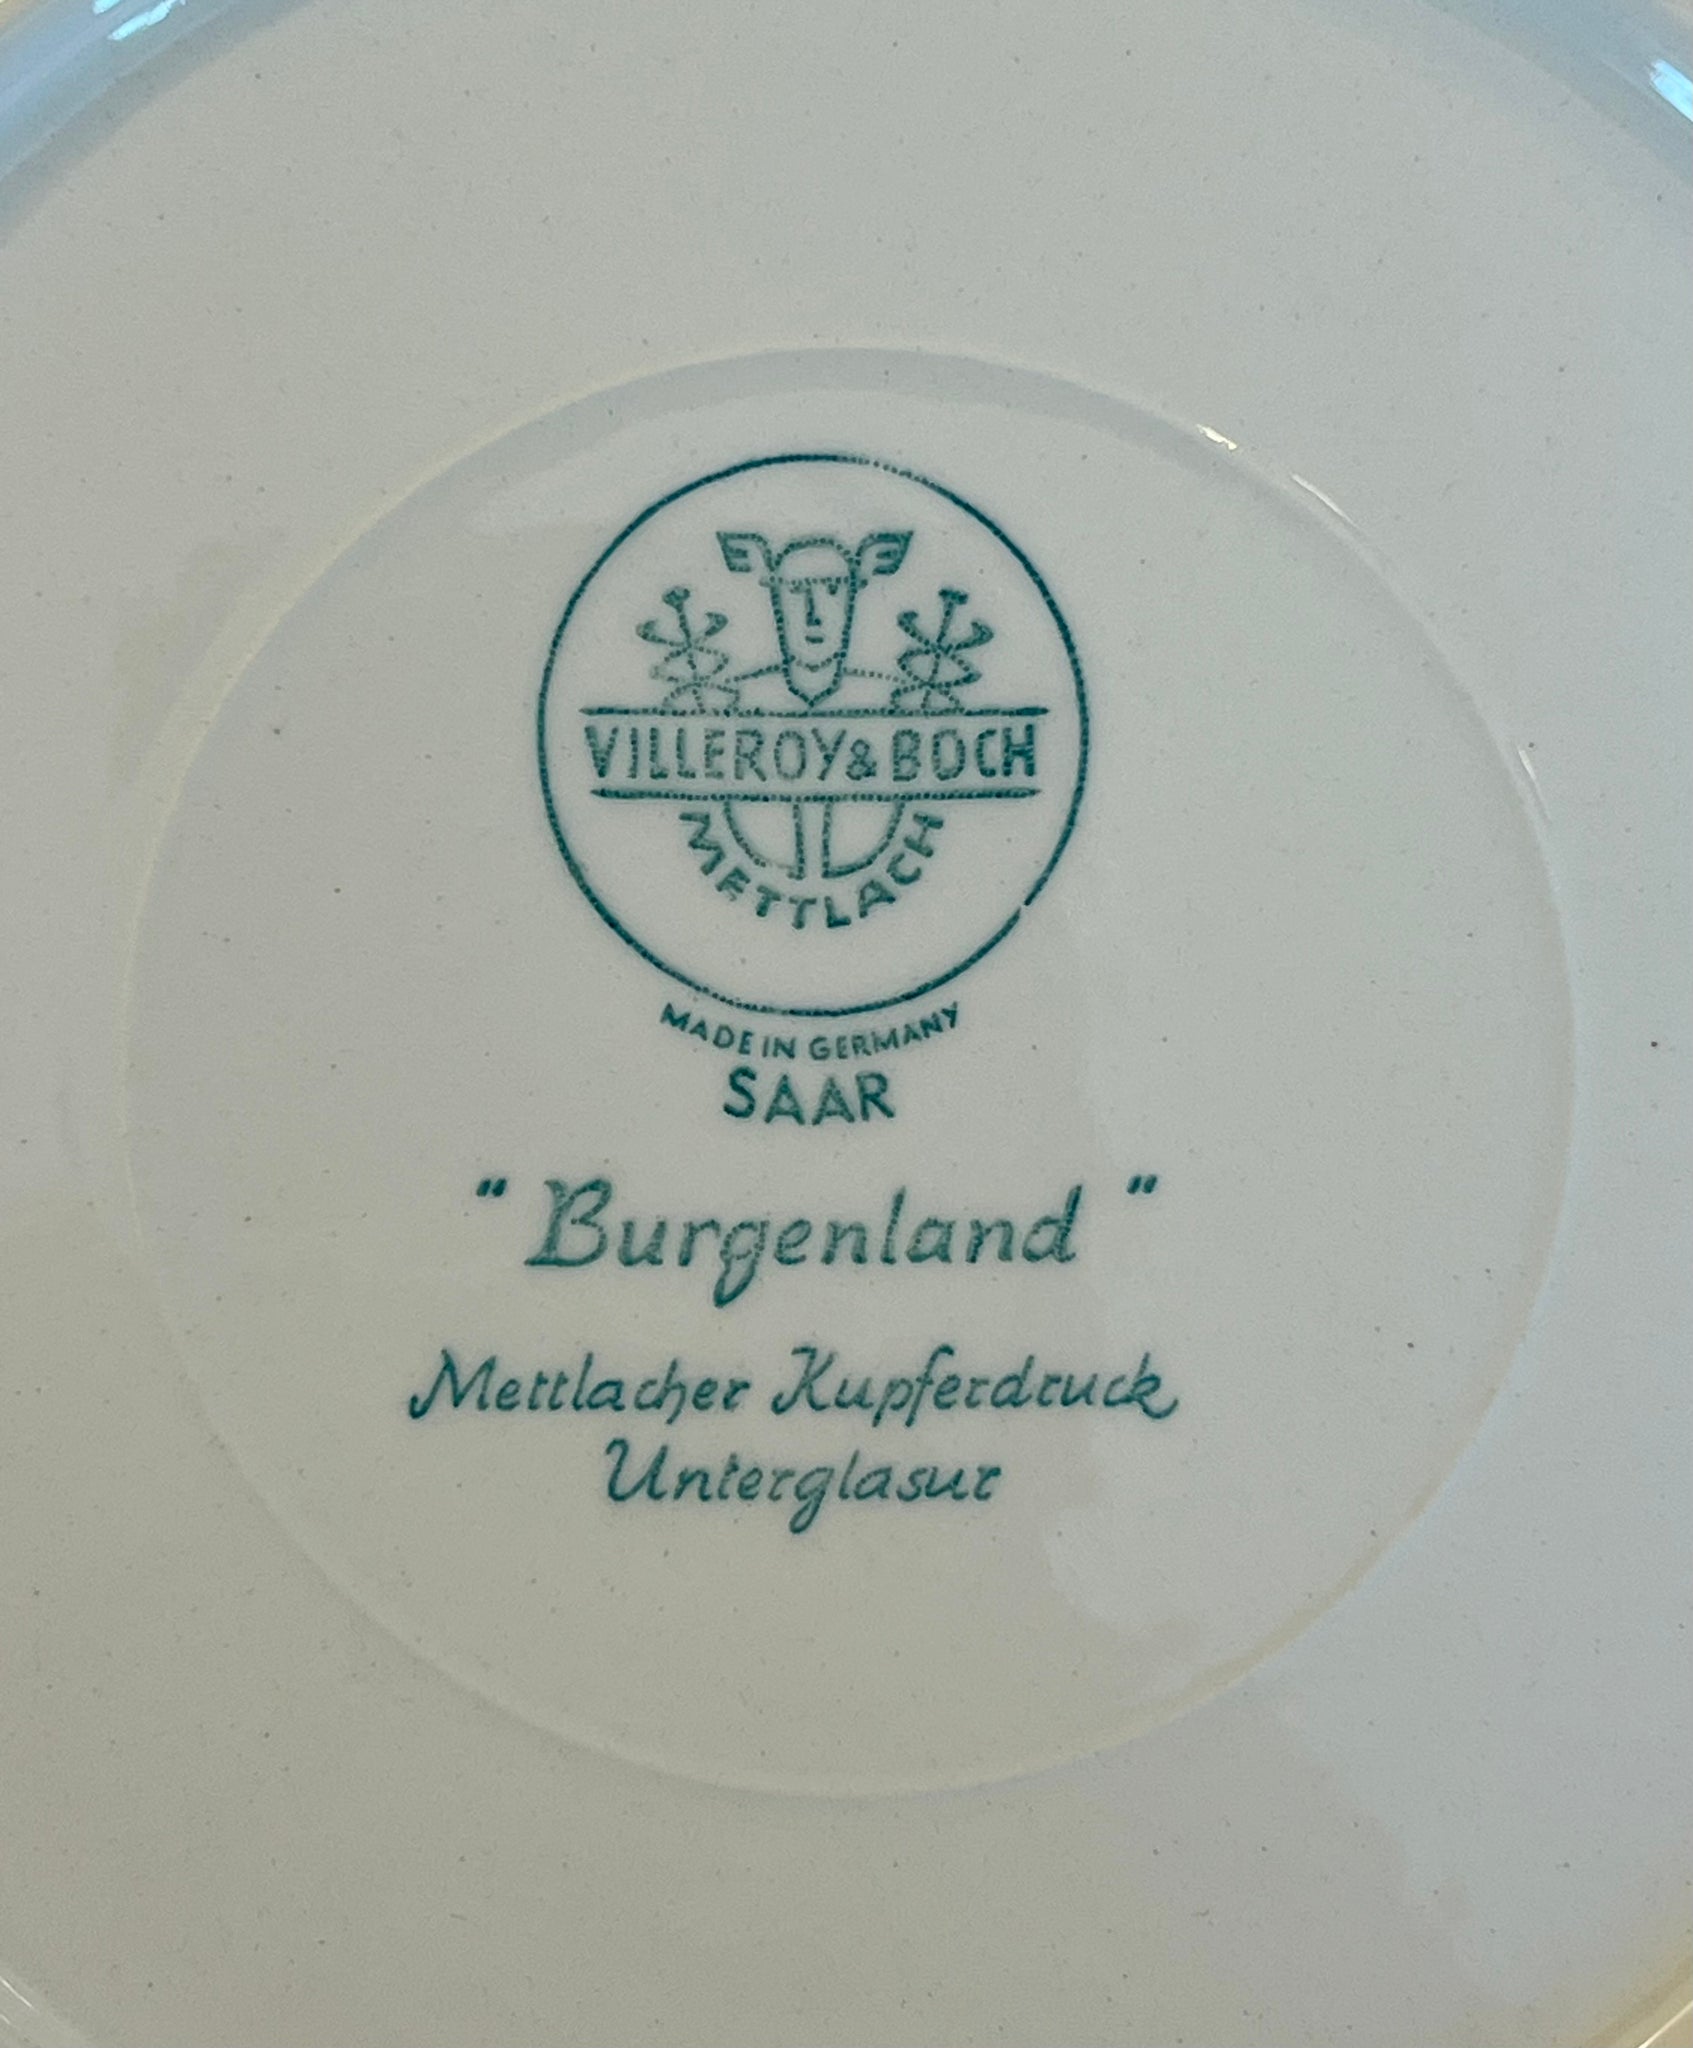 VILLEROY & BOCH
METTLACH
MADE IN GERMANY
SAAR
"Burgenland"
Mettlacher Kupferdruck
Unterglasur